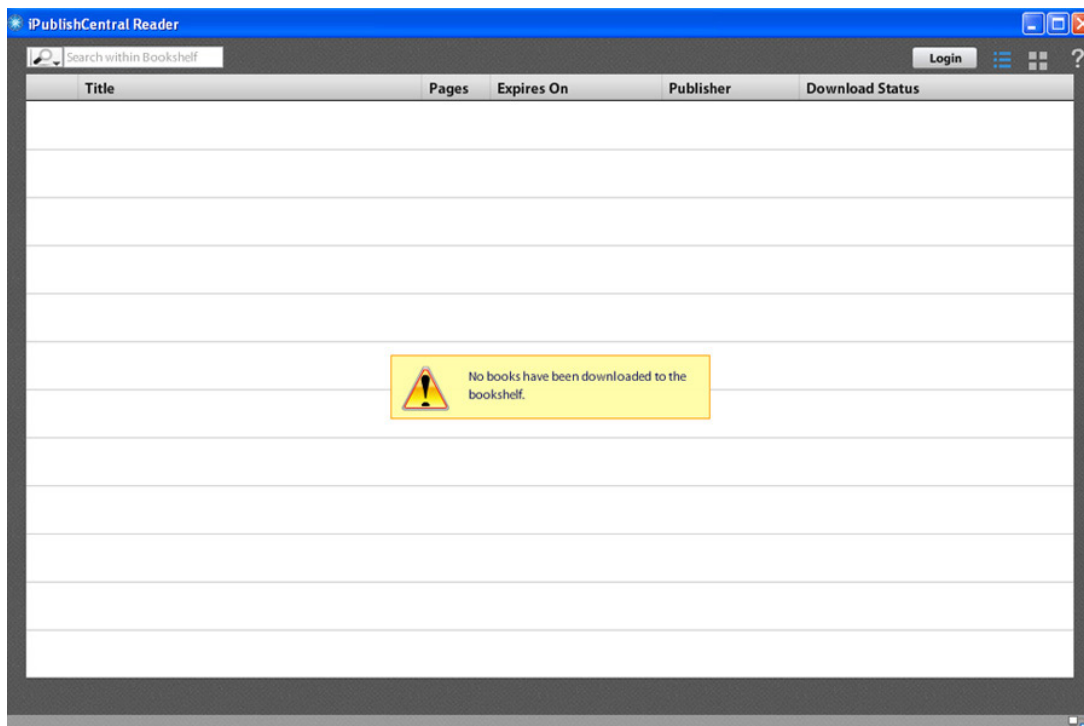 iPublishCentral Reader
Search within Bookshelf
Login
?
Title Pages Expires On Publisher Download Status
No books have been downloaded to the
bookshelf.